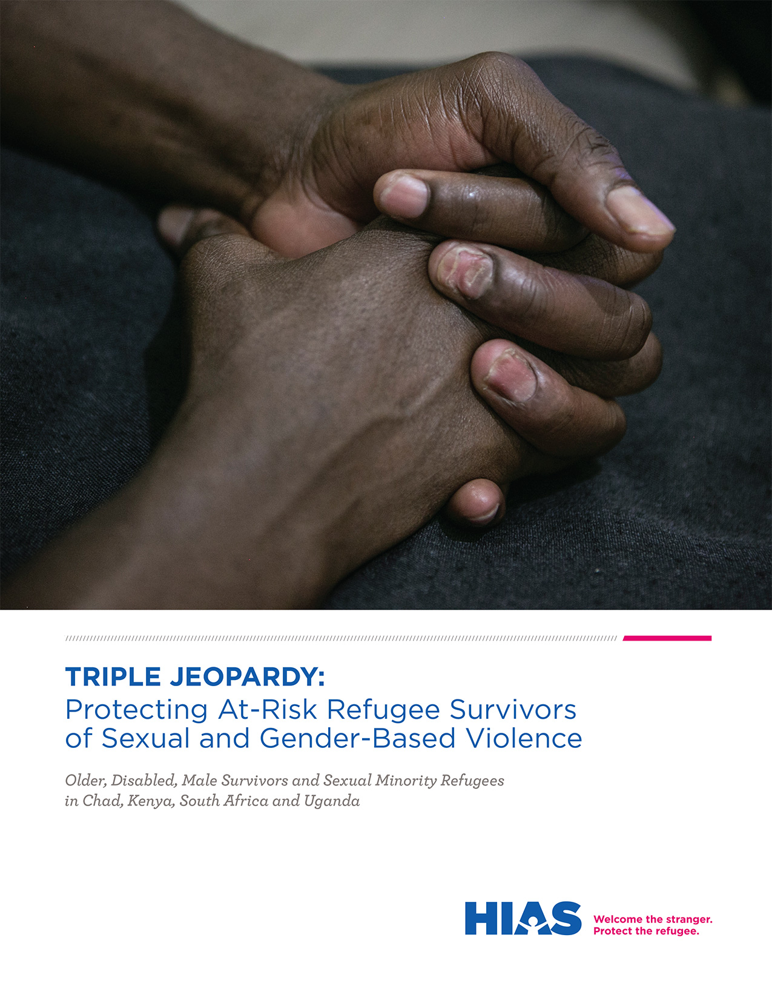 TRIPLE JEOPARDY:
Protecting At-Risk Refugee Survivors
of Sexual and Gender-Based Violence
Older, Disabled, Male Survivors and Sexual Minority Refugees
in Chad, Kenya, South Africa and Uganda
HIAS
Welcome the stranger.
Protect the refugee.